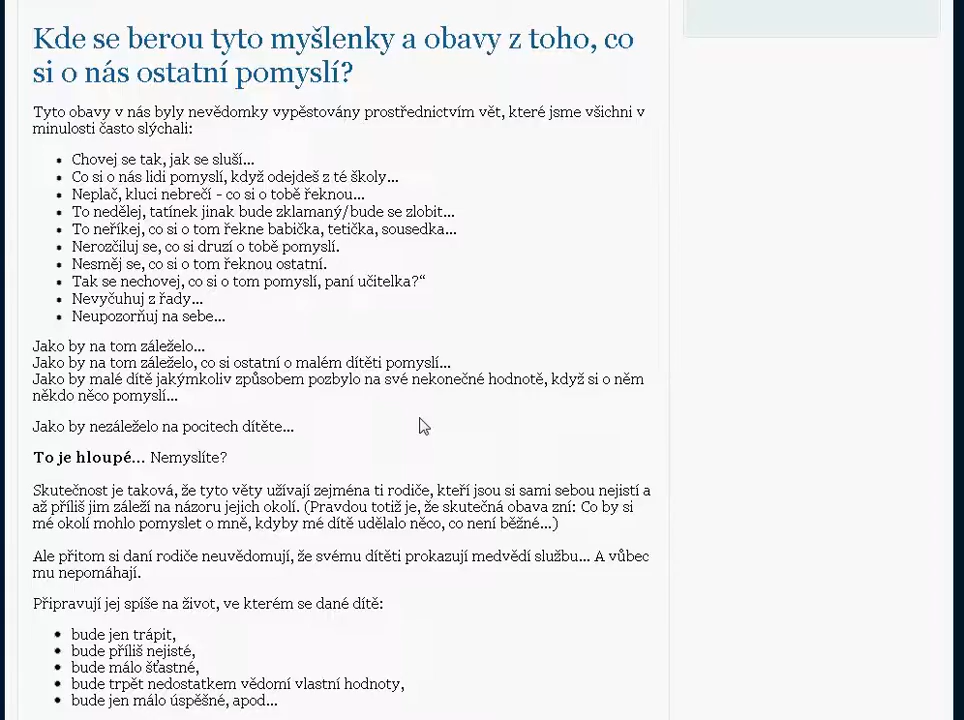 Kde se berou tyto myšlenky a obavy z toho, co
si o nás ostatní pomyslí?
Tyto obavy v nás byly nevědomky vypěstovány prostřednictvím vět, které jsme všichni v
minulosti často slýchali:
• Chovej se tak, jak se sluší...
• Co si o nás lidi pomyslí, když odejdeš z té školy...
• Neplač, kluci nebrečí - co si o tobě řeknou...
• To nedělej, tatínek jinak bude zklamaný/bude se zlobit...
• To neříkej, co si o tom řekne babička, tetička, sousedka...
• Nerozčiluj se, co si druzí o tobě pomyslí.
• Nesměj se, co si o tom řeknou ostatní.
• Tak se nechovej, co si o tom pomyslí, paní učitelka?“
• Nevyčuhuj z řady...
• Neupozorňuj na sebe...
Jako by na tom záleželo...
Jako by na tom záleželo, co si ostatní o malém dítěti pomyslí...
Jako by malé dítě jakýmkoliv způsobem pozbylo na své nekonečné hodnotě, když si o něm
někdo něco pomyslí...
Jako by nezáleželo na pocitech dítěte...
To je hloupé... Nemyslíte?
Skutečnost je taková, že tyto věty užívají zejména ti rodiče, kteří jsou si sami sebou nejistí a
až příliš jim záleží na názoru jejich okolí. (Pravdou totiž je, že skutečná obava zní: Co by si
mé okolí mohlo pomyslet o mně, kdyby mé dítě udělalo něco, co není běžné...)
Ale přitom si daní rodiče neuvědomují, že svému dítěti prokazují medvědí službu... A vůbec
mu nepomáhají.
Připravují jej spíše na život, ve kterém se dané dítě:
• bude jen trápit,
• bude příliš nejisté,
• bude málo šťastné,
• bude trpět nedostatkem vědomí vlastní hodnoty,
• bude jen málo úspěšné, apod...